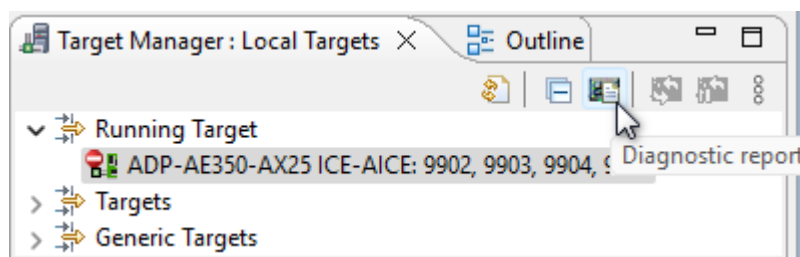 Target Manager : Local Targets
Outline
Running Target
ADP-AE350-AX25 ICE-AICE: 9902, 9903, 9904,
Diagnostic report
Targets
Generic Targets